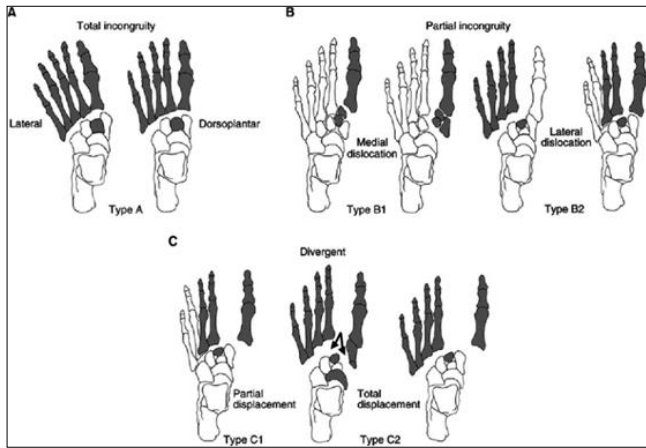 A
Total incongruity
Lateral
Dorsoplantar
Type A
B
Partial incongruity
Medial
dislocation
Lateral
dislocation
Type B1
Type B2
C
Divergent
Partial
displacement
Total
displacement
Type C1
Type C2